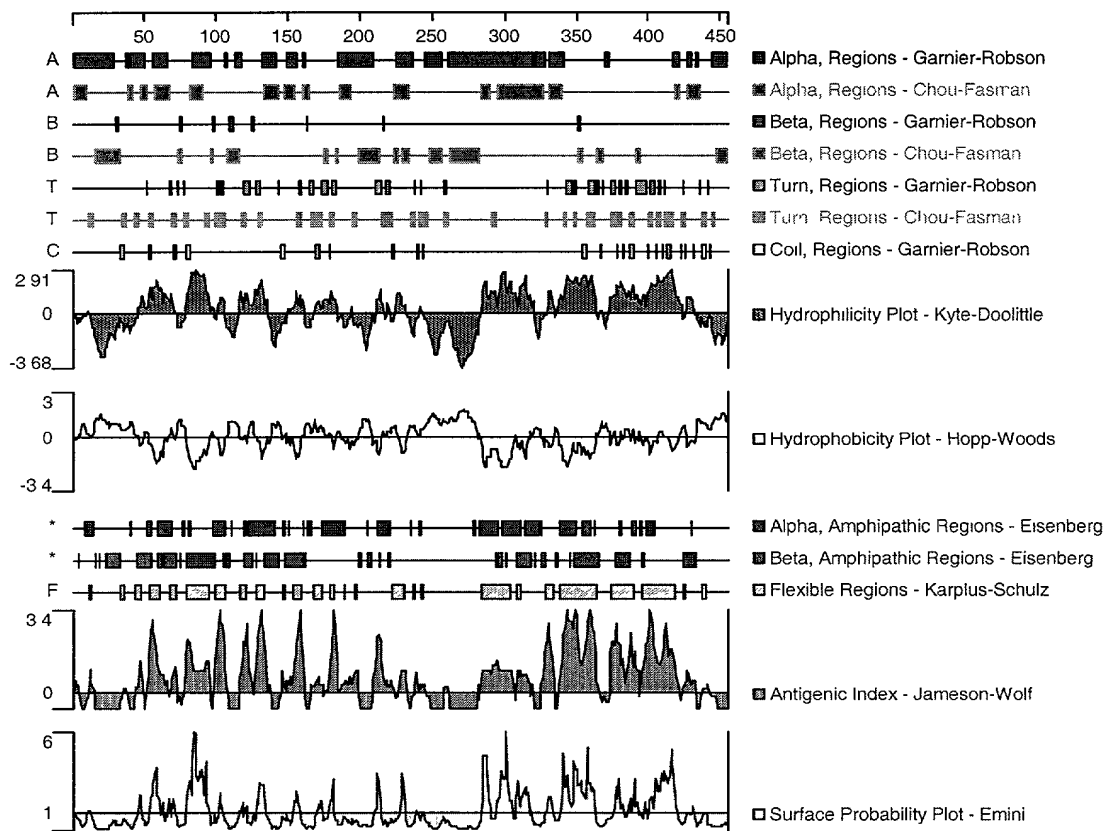 50 100 150 200 250 300 350 400 450
A Alpha, Regions - Garnier-Robson
A Alpha, Regions - Chou-Fasman
B Beta, Regions - Garnier-Robson
B Beta, Regions - Chou-Fasman
T Turn, Regions - Garnier-Robson
T Turn Regions - Chou-Fasman
C Coil, Regions - Garnier-Robson
2 91
0
-3 68
Hydrophilicity Plot - Kyte-Doolittle
3
0
-3 4
Hydrophobicity Plot - Hopp-Woods
* Alpha, Amphipathic Regions - Eisenberg
* Beta, Amphipathic Regions - Eisenberg
F Flexible Regions - Karplus-Schulz
3 4
0
Antigenic Index - Jameson-Wolf
6
1
Surface Probability Plot - Emini